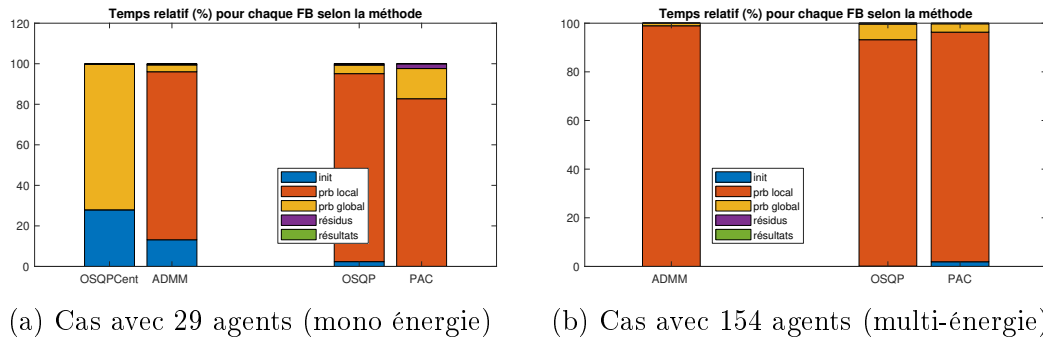 Temps relatif (%) pour chaque FB selon la méthode
120
100
80
60
40
20
0
init
prb local
prb global
résidus
résultats
OSQPCent ADMM OSQP PAC
(a) Cas avec 29 agents (mono énergie)
Temps relatif (%) pour chaque FB selon la méthode
100
80
60
40
20
0
init
prb local
prb global
résidus
résultats
ADMM OSQP PAC
(b) Cas avec 154 agents (multi-énergie)